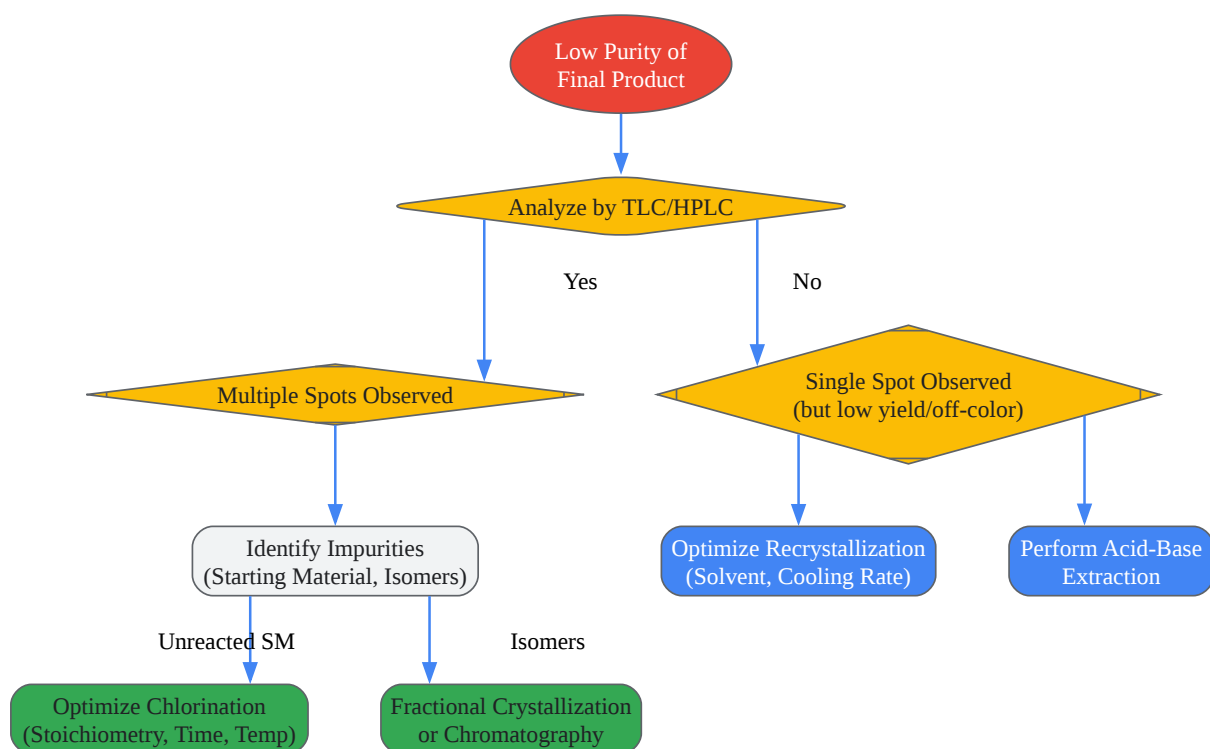 Low Purity of
Final Product
Analyze by TLC/HPLC
Yes
No
Multiple Spots Observed
Single Spot Observed
(but low yield/off-color)
Identify Impurities
(Starting Material, Isomers)
Optimize Recrystallization
(Solvent, Cooling Rate)
Perform Acid-Base
Extraction
Unreacted SM
Isomers
Optimize Chlorination
(Stoichiometry, Time, Temp)
Fractional Crystallization
or Chromatography